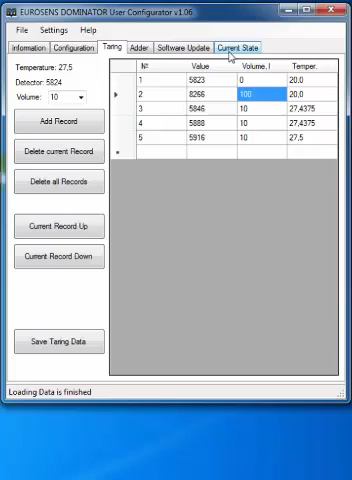 EUROSENS DOMINATOR User Configurator v1.06
File Settings Help
Information Configuration Taring Adder Software Update Current State
Temperature: 27,5
Detector: 5824
Volume: 10
Add Record
Delete current Record
Delete all Records
Current Record Up
Current Record Down
Save Taring Data
№ Value Volume, l Temper.
1 5823 0 20.0
2 8266 100 20,0
3 5846 10 27,4375
4 5888 10 27,4375
5 5916 10 27,5
Loading Data is finished